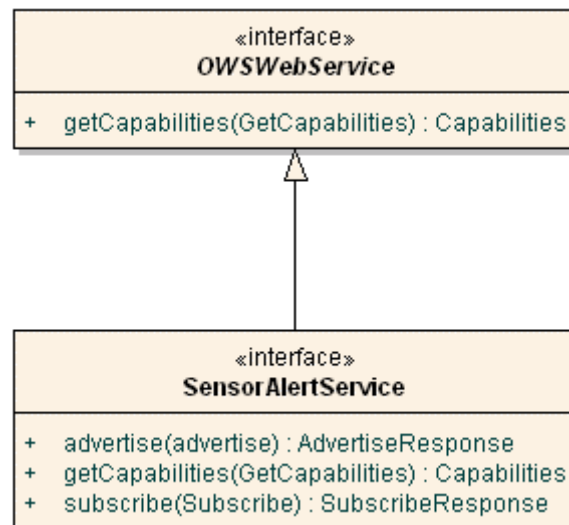 «interface»
OWSWebService
+ getCapabilities(GetCapabilities) : Capabilities
«interface»
SensorAlertService
+ advertise(advertise) : AdvertiseResponse
+ getCapabilities(GetCapabilities) : Capabilities
+ subscribe(Subscribe) : SubscribeResponse